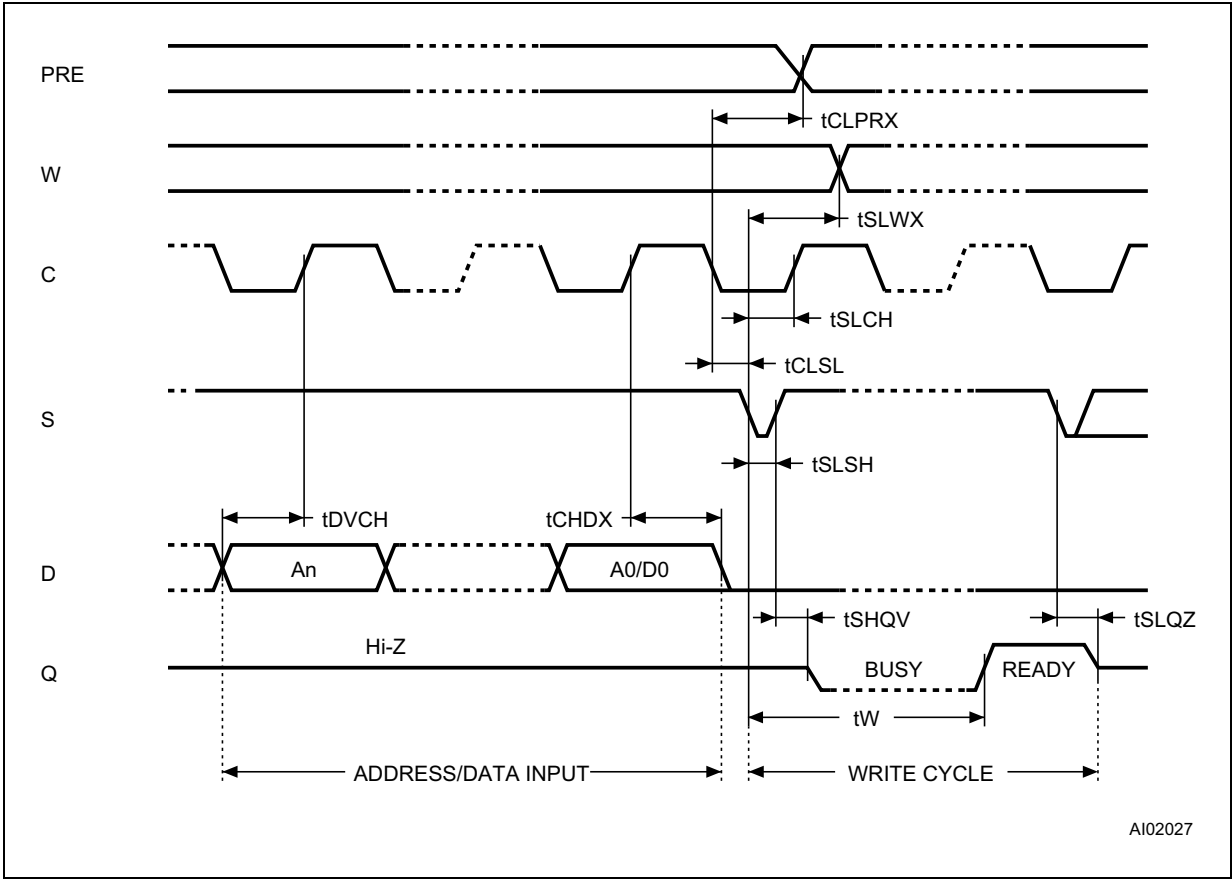 PRE
tCLPRX
W
tSLWX
C
tSLCH
tCLSL
S
tSLSH
tDVCH tCHDX
D An A0/D0
tSHQV tSLQZ
Hi-Z
Q BUSY READY
tW
ADDRESS/DATA INPUT WRITE CYCLE
AI02027